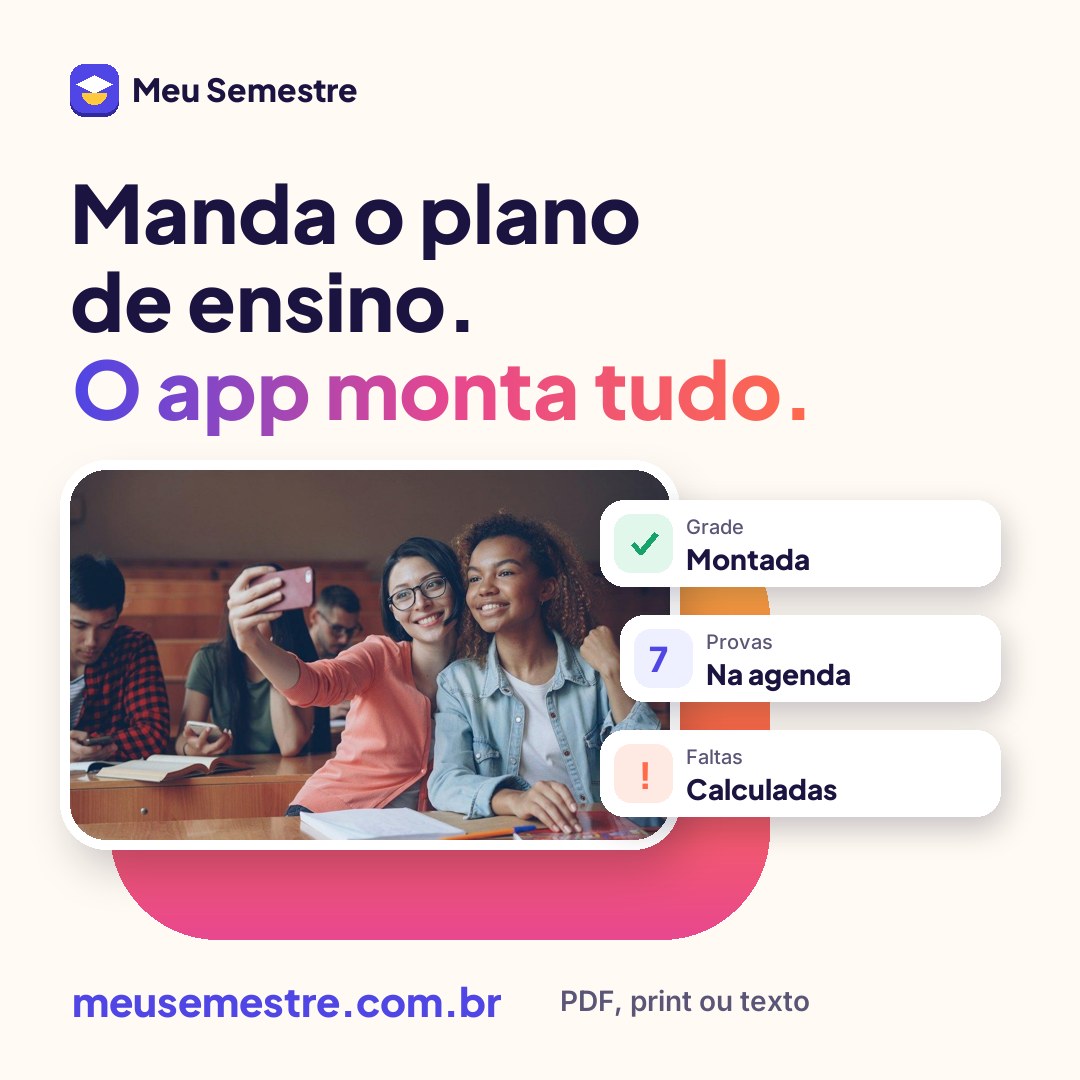 Meu Semestre
Manda o plano
de ensino.
O app monta tudo.
Grade
Montada
7
Provas
Na agenda
!
Faltas
Calculadas
meusemestre.com.br
PDF, print ou texto